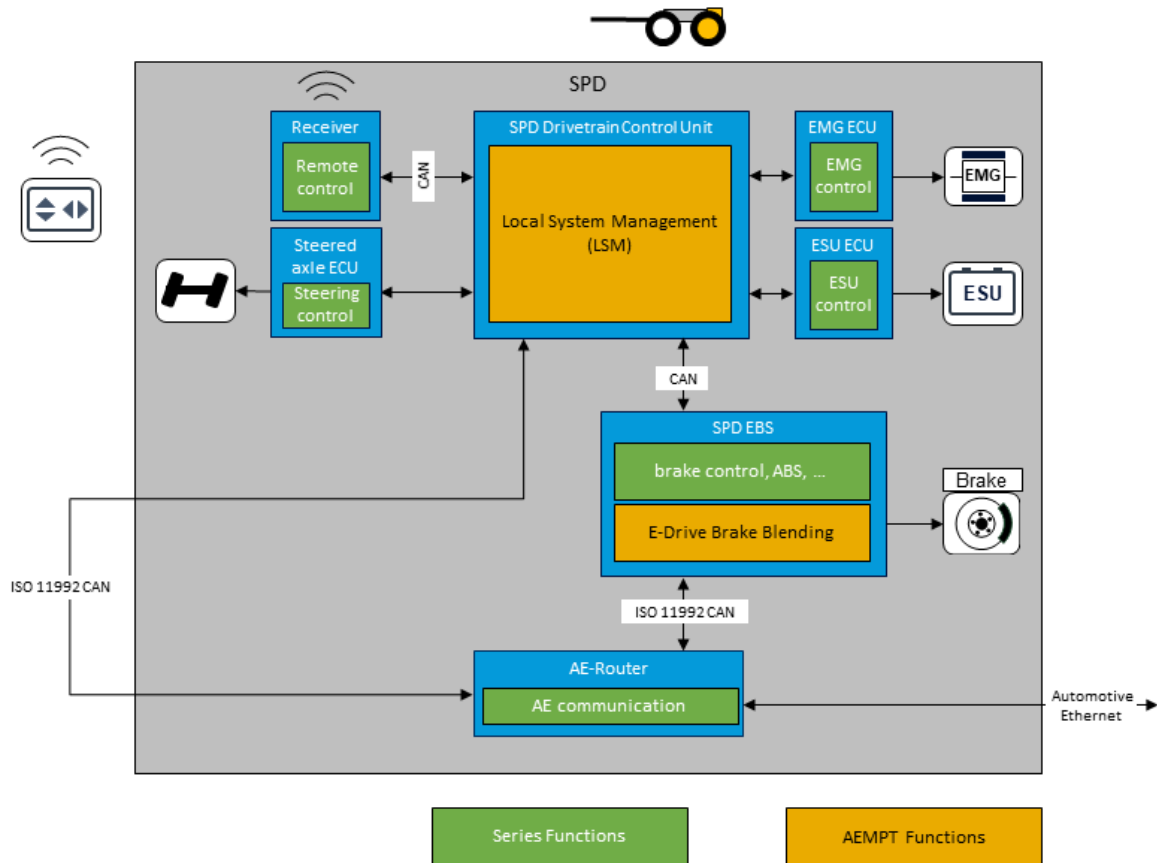 SPD
Receiver
Remote
control
CAN
SPD Drivetrain Control Unit
Local System Management
(LSM)
EMG ECU
EMG
control
EMG
Steered
axle ECU
Steering
control
ESU ECU
ESU
control
ESU
CAN
SPD EBS
brake control, ABS, ...
E-Drive Brake Blending
Brake
ISO 11992 CAN
ISO 11992 CAN
AE-Router
AE communication
Automotive
Ethernet
Series Functions
AEMPT Functions